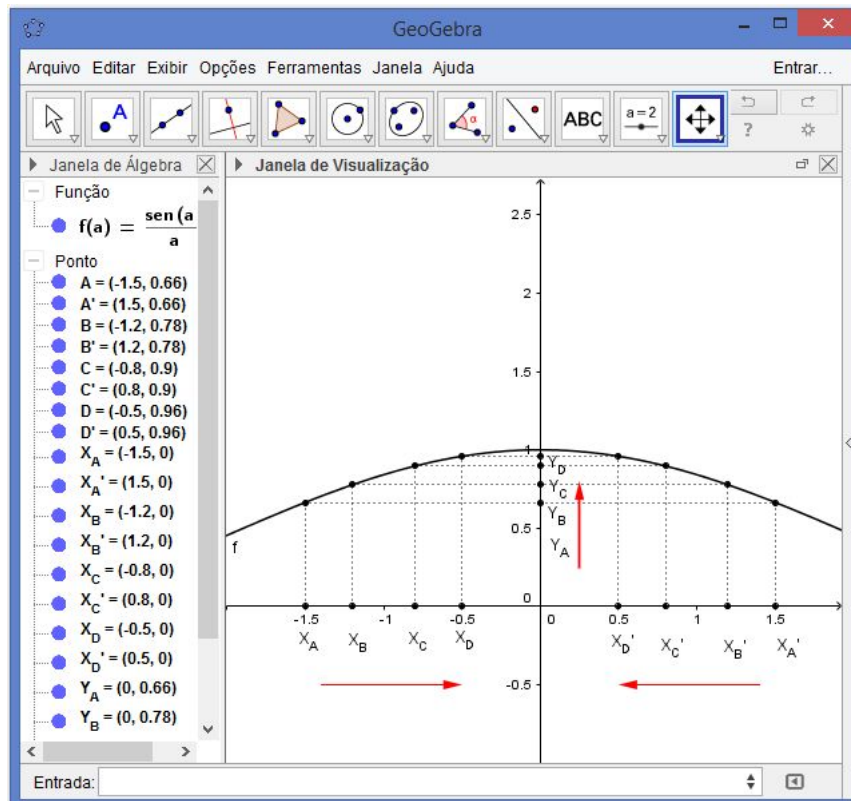 GeoGebra
Arquivo Editar Exibir Opções Ferramentas Janela Ajuda Entrar...
A α ABC a=2 ?
Janela de Álgebra Janela de Visualização
Função
f(a) = sen(a
a
Ponto
A = (-1.5, 0.66)
A' = (1.5, 0.66)
B = (-1.2, 0.78)
B' = (1.2, 0.78)
C = (-0.8, 0.9)
C' = (0.8, 0.9)
D = (-0.5, 0.96)
D' = (0.5, 0.96)
X_A = (-1.5, 0)
X_A' = (1.5, 0)
X_B = (-1.2, 0)
X_B' = (1.2, 0)
X_C = (-0.8, 0)
X_C' = (0.8, 0)
X_D = (-0.5, 0)
X_D' = (0.5, 0)
Y_A = (0, 0.66)
Y_B = (0, 0.78)
2.5
2
1.5
1
Y_D
Y_C
Y_B
0.5
Y_A
f
0
-1.5 -1 -0.5 0 0.5 1 1.5
X_A X_B X_C X_D X_D' X_C' X_B' X_A'
-0.5
Entrada: